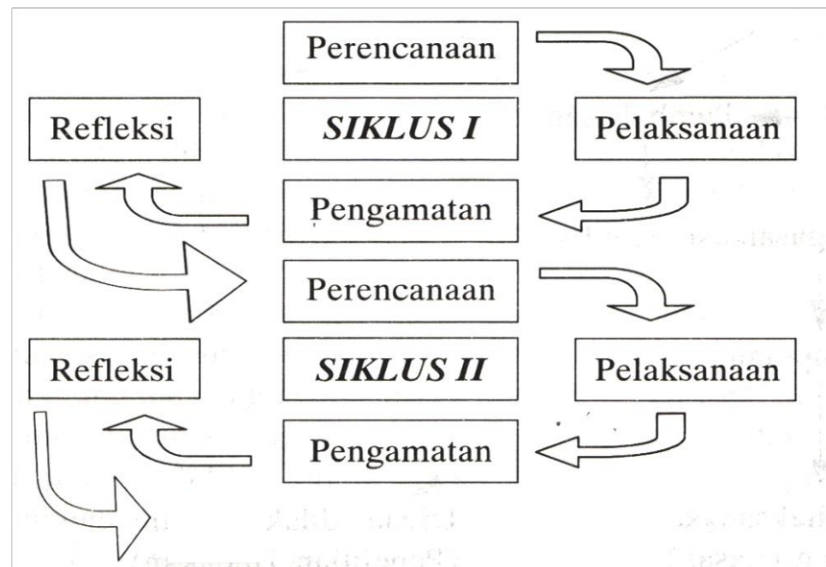 Perencanaan
Refleksi
SIKLUS I
Pelaksanaan
Pengamatan
Perencanaan
Refleksi
SIKLUS II
Pelaksanaan
Pengamatan